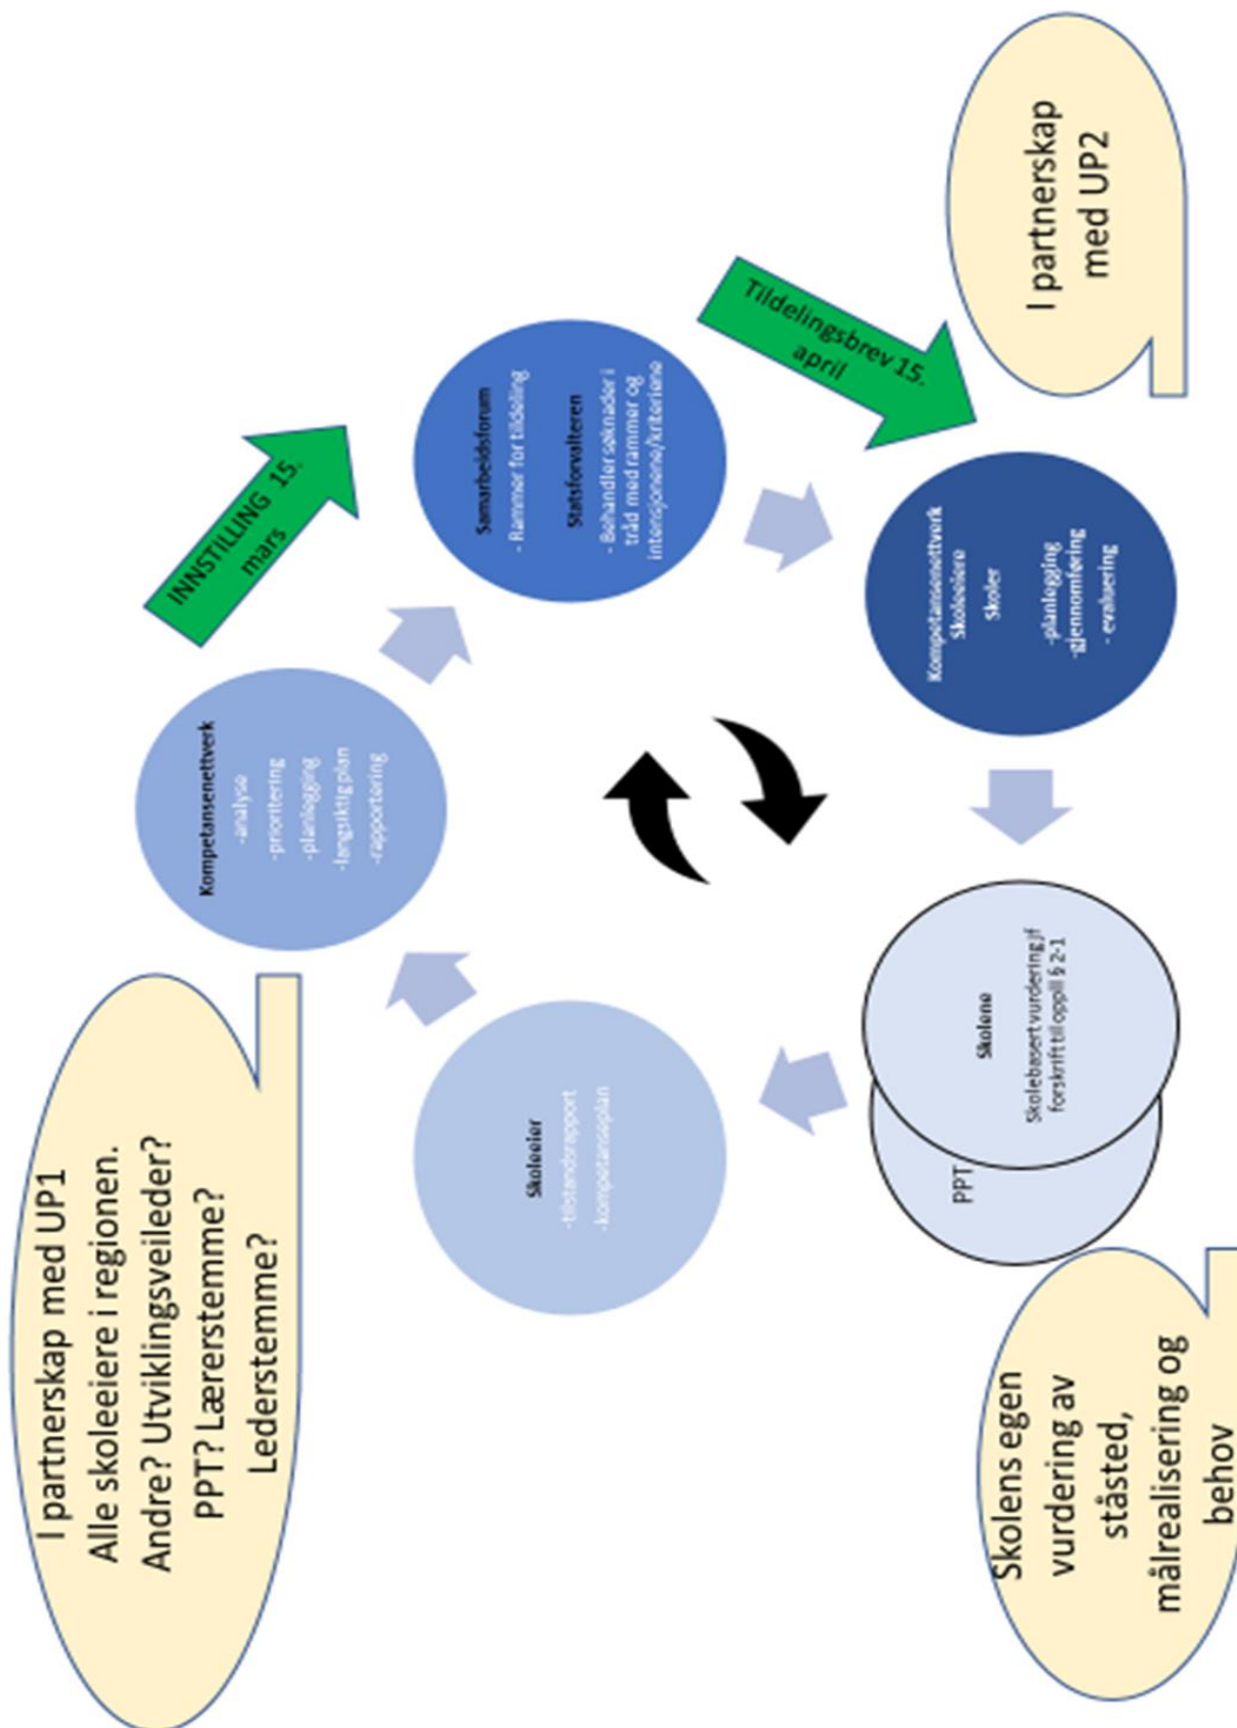 I partnerskap med UP1
Alle skoleeiere i regionen.
Andre? Utviklingsveileder?
PPT? Lærerstemme?
Lederstemme?
INNSTILLING 15.
mars
Kompetansenettverk
-analyse
-prioritering
-planlegging
-langsiktig plan
-rapportering
Samarbeidsforum
- Rammer for tildeling
Statsforvalteren
- Behandler søknader i
tråd med rammer og
intensjonene/kriteriene
Tildelingsbrev 15.
april
I partnerskap
med UP2
Kompetansenettverk
Skoleeiere
Skoler
-planlegging
-gjennomføring
- evaluering
Skoleeier
-tilstandsrapport
-kompetanseplan
Skolene
Skolebasert vurdering jf
forskrift til oppll § 2-1
PPT
Skolens egen
vurdering av
ståsted,
målrealisering og
behov